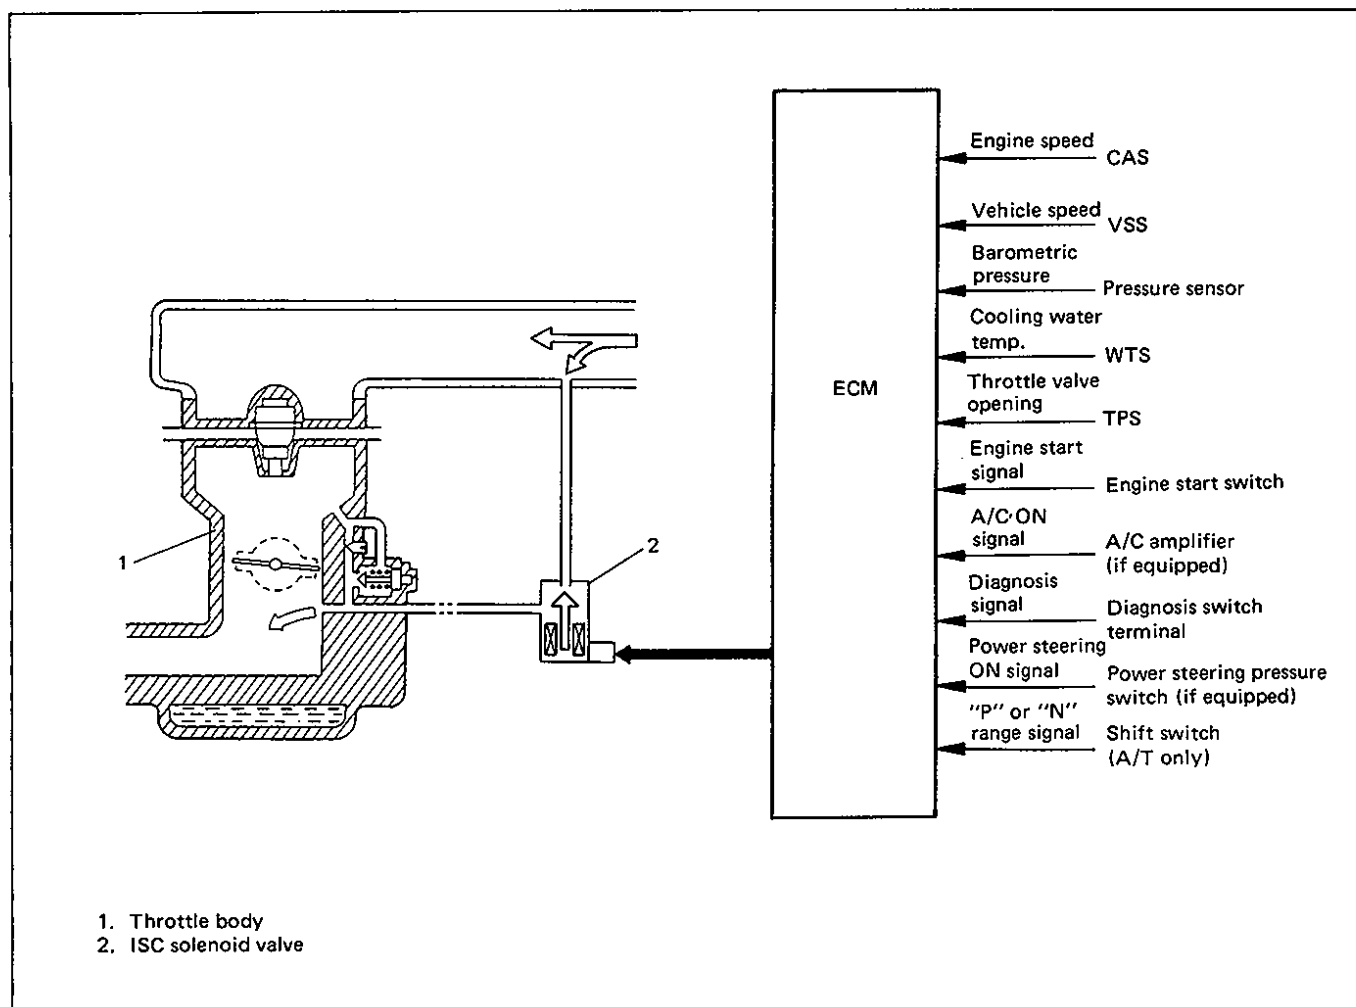 Engine speed
CAS
Vehicle speed
VSS
Barometric
pressure
Pressure sensor
Cooling water
temp.
WTS
Throttle valve
opening
TPS
Engine start
signal
Engine start switch
A/C·ON
signal
A/C amplifier
(if equipped)
Diagnosis
signal
Diagnosis switch
terminal
Power steering
ON signal
Power steering pressure
switch (if equipped)
"P" or "N"
range signal
Shift switch
(A/T only)
ECM
1
2
1. Throttle body
2. ISC solenoid valve